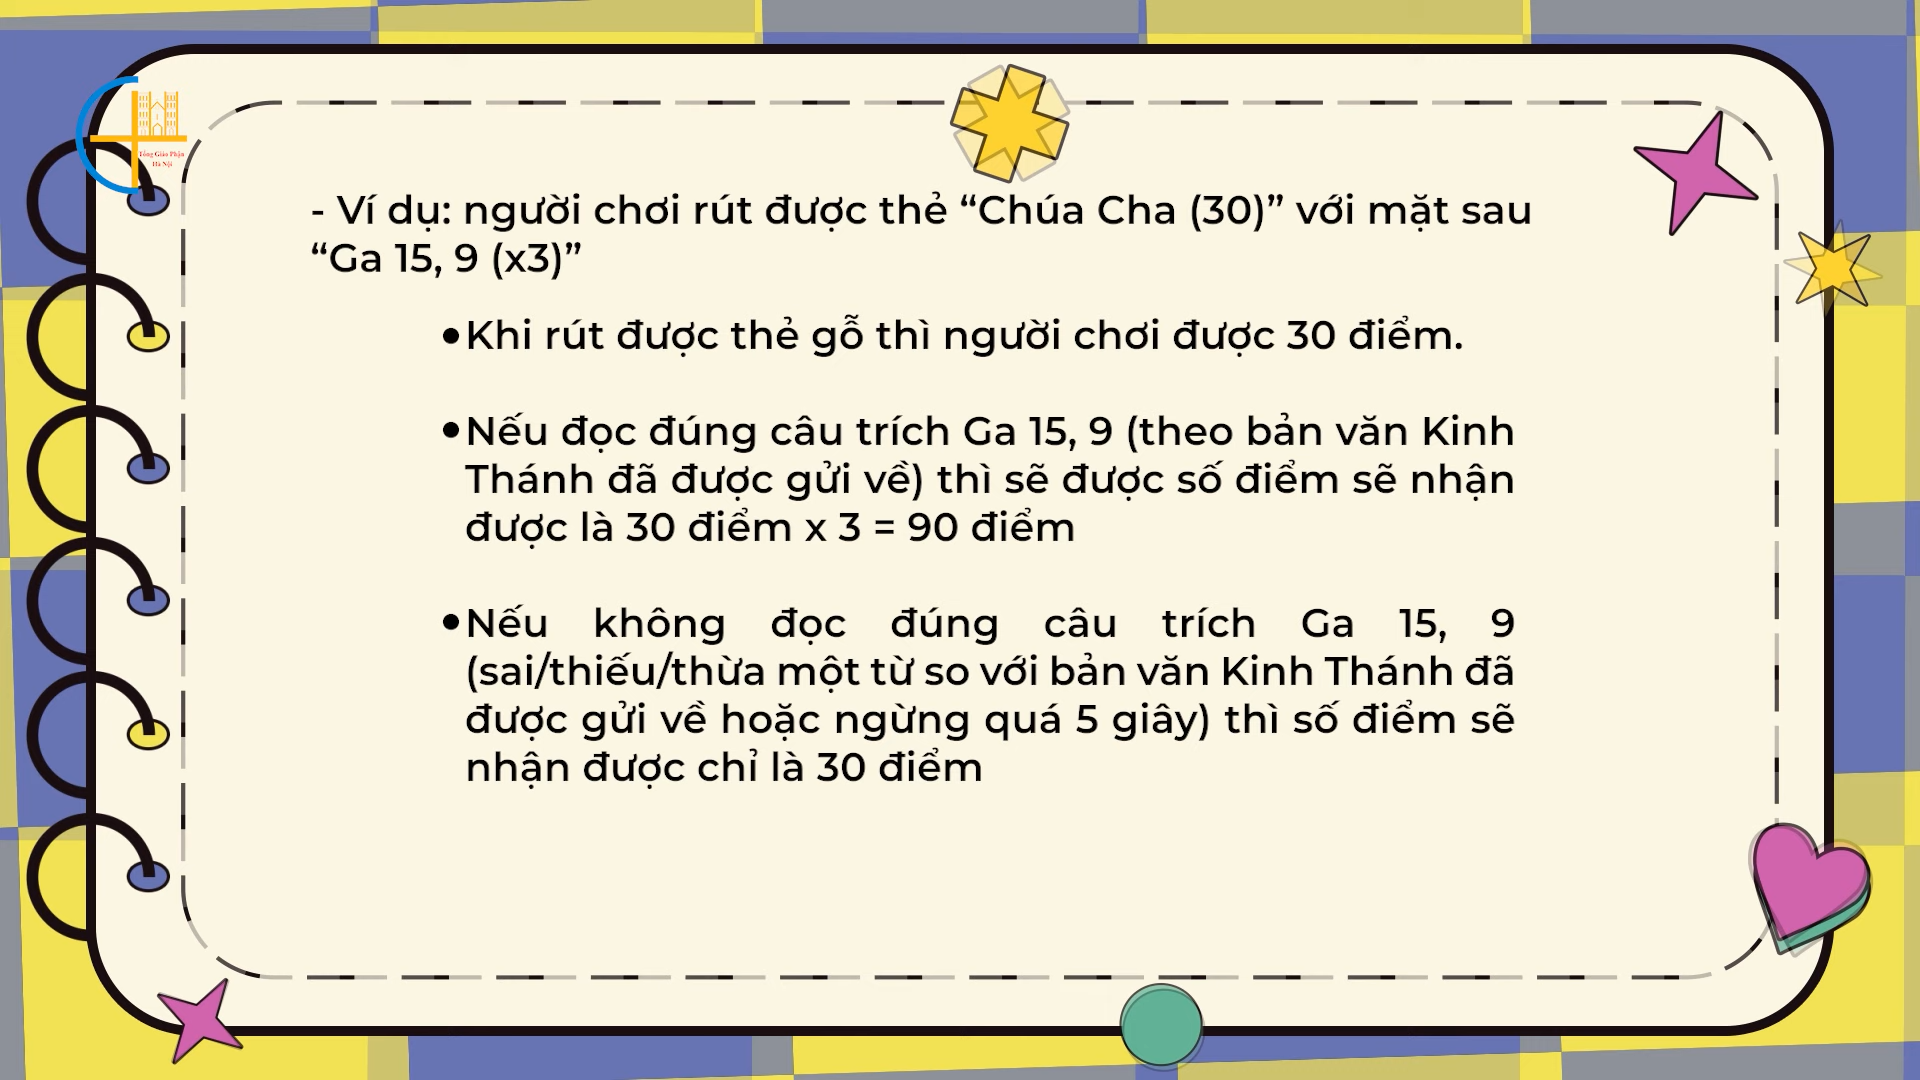 Tổng Giáo Phận
Hà Nội
- Ví dụ: người chơi rút được thẻ “Chúa Cha (30)” với mặt sau
“Ga 15, 9 (x3)”
•Khi rút được thẻ gỗ thì người chơi được 30 điểm.
•Nếu đọc đúng câu trích Ga 15, 9 (theo bản văn Kinh
Thánh đã được gửi về) thì sẽ được số điểm sẽ nhận
được là 30 điểm x 3 = 90 điểm
•Nếu không đọc đúng câu trích Ga 15, 9
(sai/thiếu/thừa một từ so với bản văn Kinh Thánh đã
được gửi về hoặc ngừng quá 5 giây) thì số điểm sẽ
nhận được chỉ là 30 điểm